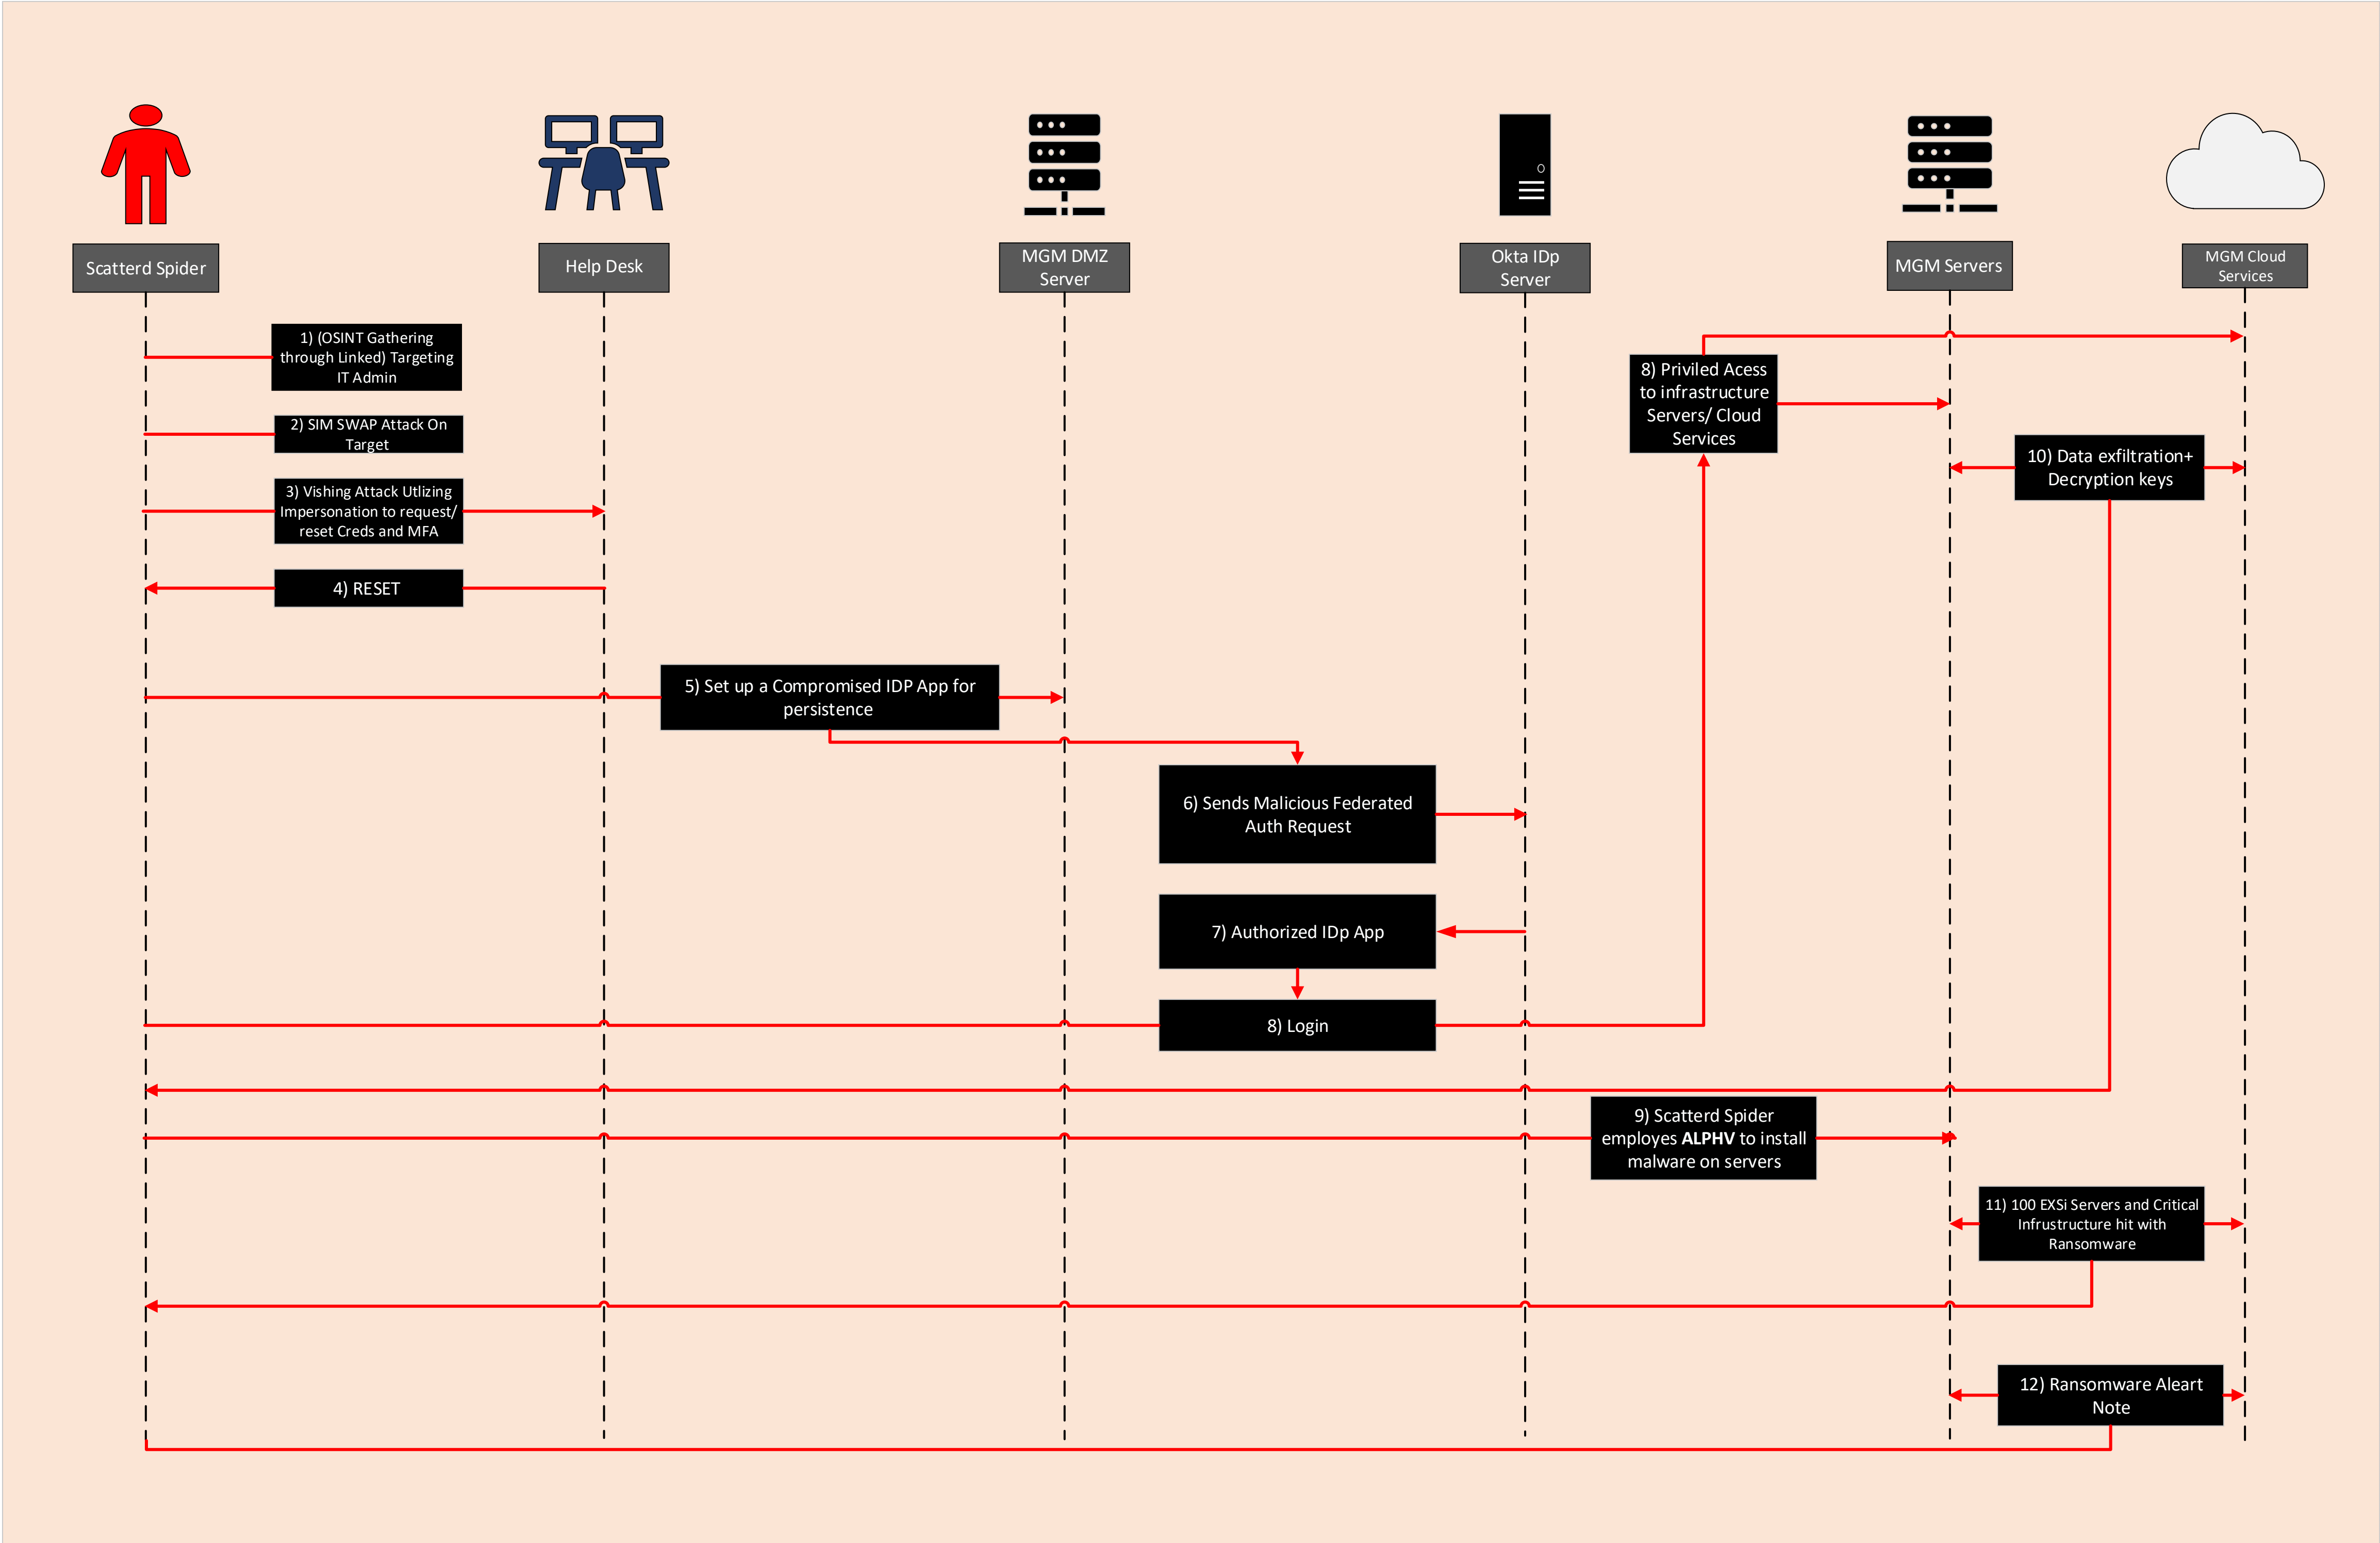 Scatterd Spider
Help Desk
MGM DMZ
Server
Okta IDp
Server
MGM Servers
MGM Cloud
Services
1) (OSINT Gathering
through Linked) Targeting
IT Admin
2) SIM SWAP Attack On
Target
3) Vishing Attack Utlizing
Impersonation to request/
reset Creds and MFA
4) RESET
8) Priviled Acess
to infrastructure
Servers/ Cloud
Services
10) Data exfiltration+
Decryption keys
5) Set up a Compromised IDP App for
persistence
6) Sends Malicious Federated
Auth Request
7) Authorized IDp App
8) Login
9) Scatterd Spider
employes ALPHV to install
malware on servers
11) 100 EXSi Servers and Critical
Infrustructure hit with
Ransomware
12) Ransomware Aleart
Note